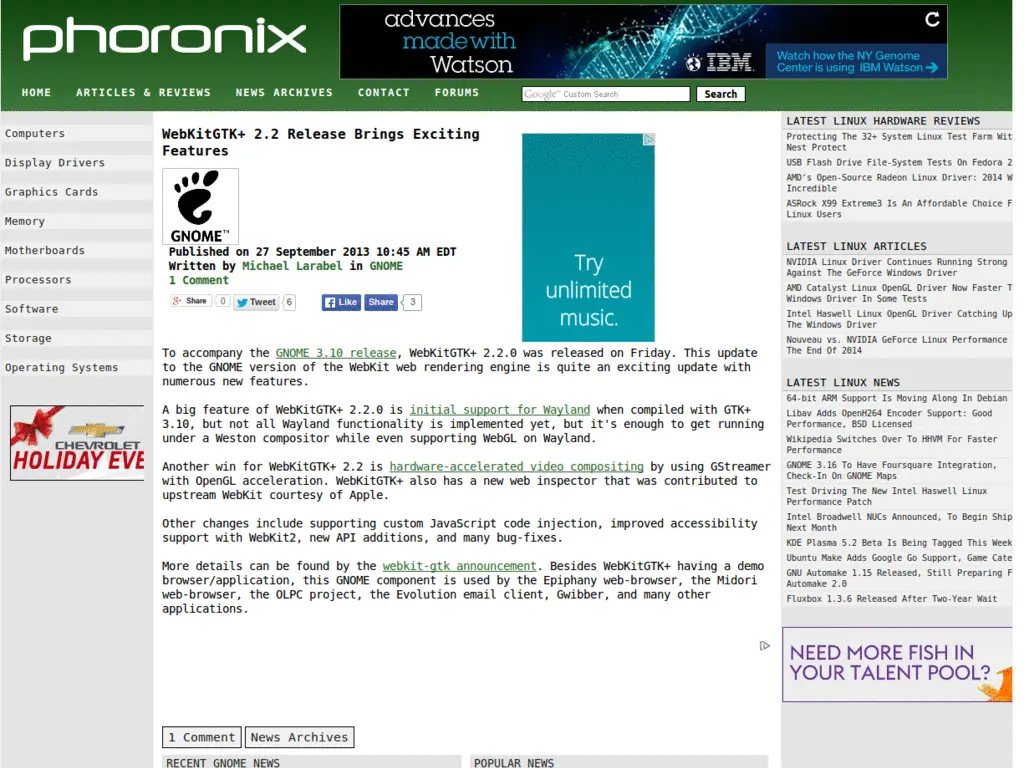 phoronix
advances
made with
Watson
IBM.
Watch how the NY Genome
Center is using IBM Watson
HOME ARTICLES & REVIEWS NEWS ARCHIVES CONTACT FORUMS
Google™ Custom Search
Search
Computers
Display Drivers
Graphics Cards
Memory
Motherboards
Processors
Software
Storage
Operating Systems
CHEVROLET
HOLIDAY EVE
WebKitGTK+ 2.2 Release Brings Exciting
Features
GNOME™
Published on 27 September 2013 10:45 AM EDT
Written by Michael Larabel in GNOME
1 Comment
Share 0 Tweet 6 Like Share 3
Try
unlimited
music.
To accompany the GNOME 3.10 release, WebKitGTK+ 2.2.0 was released on Friday. This update
to the GNOME version of the WebKit web rendering engine is quite an exciting update with
numerous new features.
A big feature of WebKitGTK+ 2.2.0 is initial support for Wayland when compiled with GTK+
3.10, but not all Wayland functionality is implemented yet, but it's enough to get running
under a Weston compositor while even supporting WebGL on Wayland.
Another win for WebKitGTK+ 2.2 is hardware-accelerated video compositing by using GStreamer
with OpenGL acceleration. WebKitGTK+ also has a new web inspector that was contributed to
upstream WebKit courtesy of Apple.
Other changes include supporting custom JavaScript code injection, improved accessibility
support with WebKit2, new API additions, and many bug-fixes.
More details can be found by the webkit-gtk announcement. Besides WebKitGTK+ having a demo
browser/application, this GNOME component is used by the Epiphany web-browser, the Midori
web-browser, the OLPC project, the Evolution email client, Gwibber, and many other
applications.
1 Comment News Archives
RECENT GNOME NEWS
POPULAR NEWS
LATEST LINUX HARDWARE REVIEWS
Protecting The 32+ System Linux Test Farm Wit
Nest Protect
USB Flash Drive File-System Tests On Fedora 2
AMD's Open-Source Radeon Linux Driver: 2014 W
Incredible
ASRock X99 Extreme3 Is An Affordable Choice F
Linux Users
LATEST LINUX ARTICLES
NVIDIA Linux Driver Continues Running Strong
Against The GeForce Windows Driver
AMD Catalyst Linux OpenGL Driver Now Faster T
Windows Driver In Some Tests
Intel Haswell Linux OpenGL Driver Catching Up
The Windows Driver
Nouveau vs. NVIDIA GeForce Linux Performance
The End Of 2014
LATEST LINUX NEWS
64-bit ARM Support Is Moving Along In Debian
Libav Adds OpenH264 Encoder Support: Good
Performance, BSD Licensed
Wikipedia Switches Over To HHVM For Faster
Performance
GNOME 3.16 To Have Foursquare Integration,
Check-In On GNOME Maps
Test Driving The New Intel Haswell Linux
Performance Patch
Intel Broadwell NUCs Announced, To Begin Ship
Next Month
KDE Plasma 5.2 Beta Is Being Tagged This Week
Ubuntu Make Adds Google Go Support, Game Cate
GNU Automake 1.15 Released, Still Preparing F
Automake 2.0
Fluxbox 1.3.6 Released After Two-Year Wait
NEED MORE FISH IN
YOUR TALENT POOL?